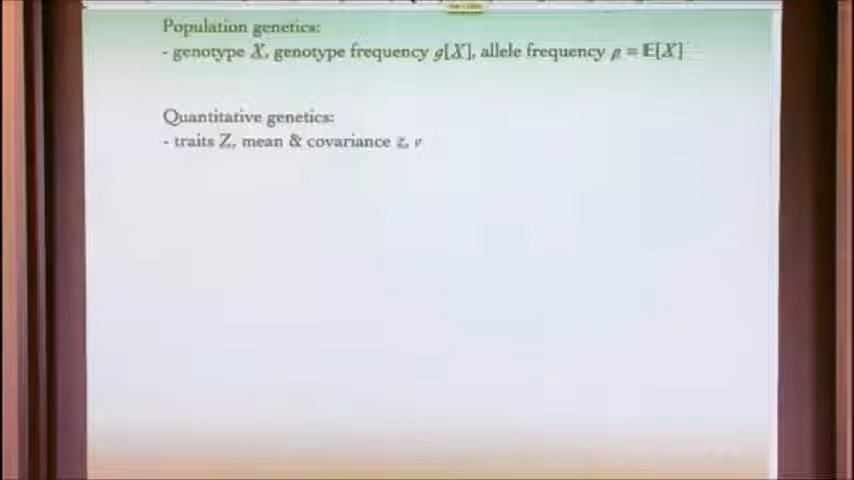 Population genetics:
- genotype X, genotype frequency g[X], allele frequency p = 𝔼[X]
Quantitative genetics:
- traits Z, mean & covariance z, v